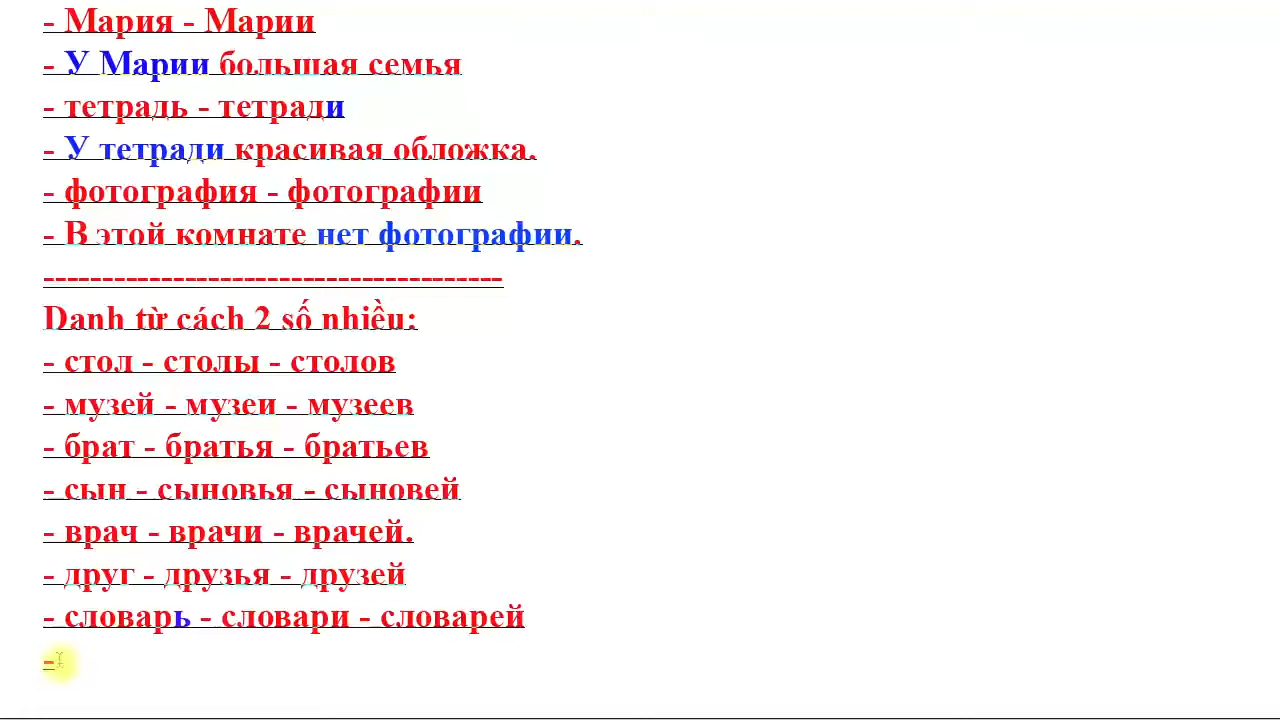 - Мария - Марии
- У Марии большая семья
- тетрадь - тетради
- У тетради красивая обложка.
- фотография - фотографии
- В этой комнате нет фотографии.
---------------------------------------
Danh từ cách 2 số nhiều:
- стол - столы - столов
- музей - музеи - музеев
- брат - братья - братьев
- сын - сыновья - сыновей
- врач - врачи - врачей.
- друг - друзья - друзей
- словарь - словари - словарей
-